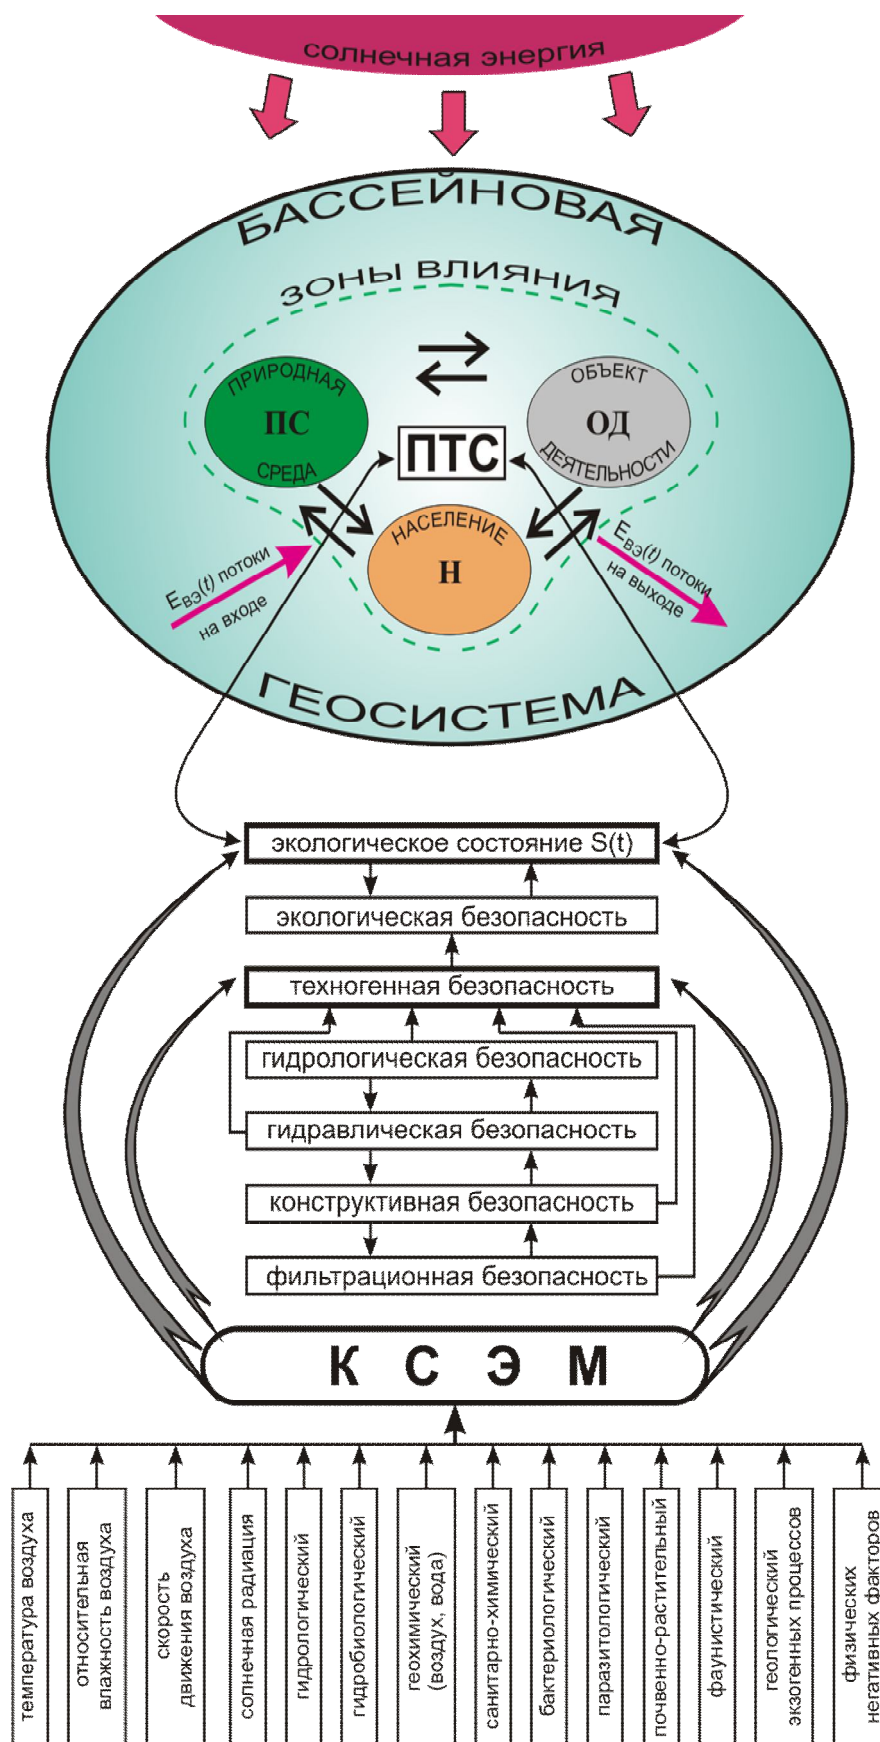 солнечная энергия
БАССЕЙНОВАЯ
ЗОНЫ ВЛИЯНИЯ
ПРИРОДНАЯ
ПС
СРЕДА
ОБЪЕКТ
ОД
ДЕЯТЕЛЬНОСТИ
ПТС
НАСЕЛЕНИЕ
Н
EВЭ(t) потоки
на входе
EВЭ(t) потоки
на выходе
ГЕОСИСТЕМА
экологическое состояние S(t)
экологическая безопасность
техногенная безопасность
гидрологическая безопасность
гидравлическая безопасность
конструктивная безопасность
фильтрационная безопасность
К С Э М
температура воздуха
относительная
влажность воздуха
скорость
движения воздуха
солнечная радиация
гидрологический
гидробиологический
геохимический
(воздух, вода)
санитарно-химический
бактериологический
паразитологический
почвенно-растительный
фаунистический
геологический
экзогенных процессов
физических
негативных факторов